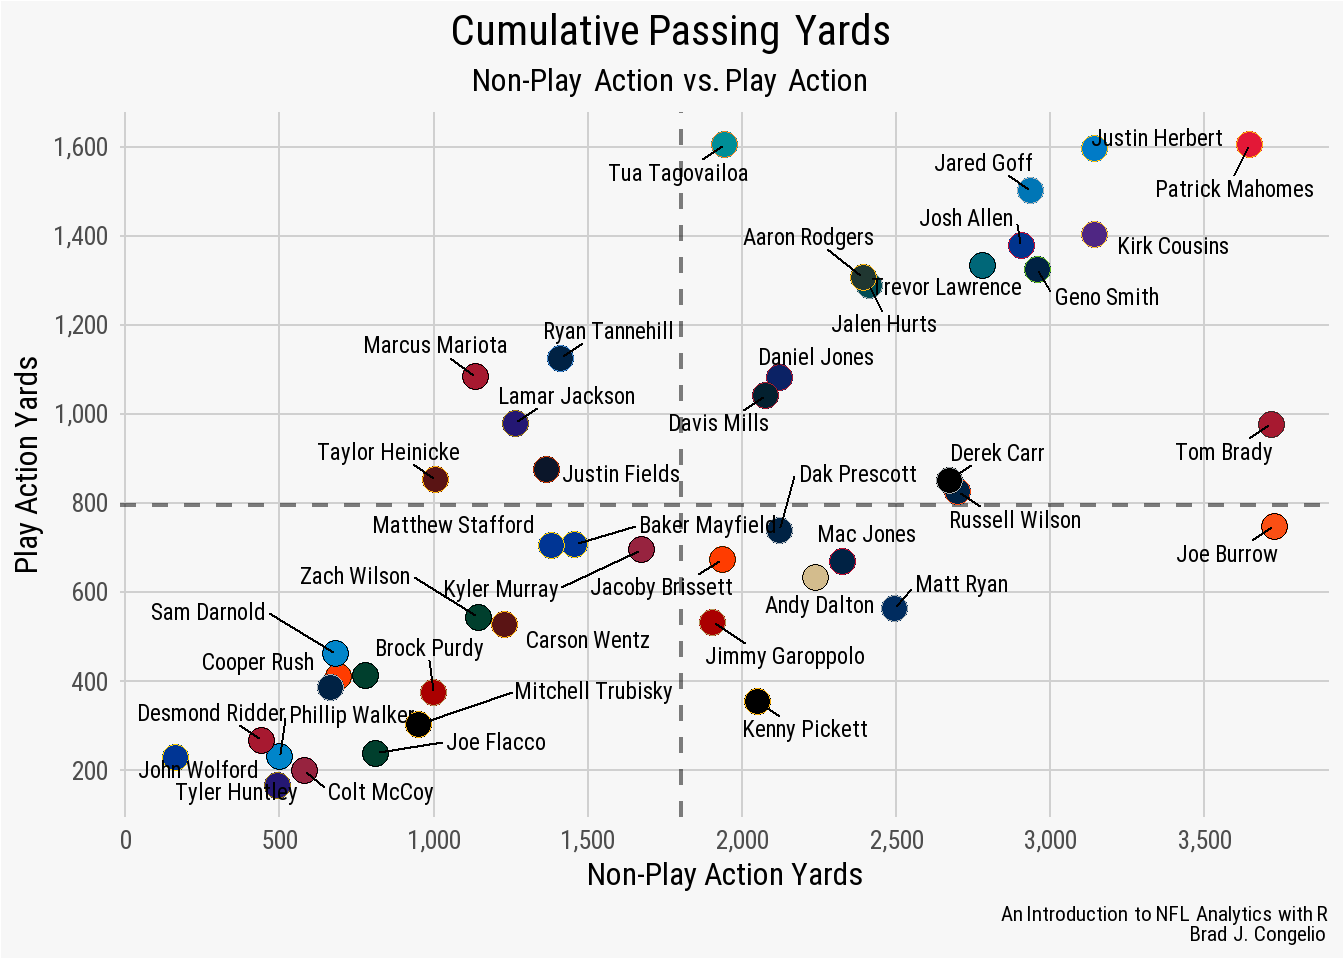 Cumulative Passing Yards
Non-Play Action vs. Play Action
Play Action Yards
1,600
1,400
1,200
1,000
800
600
400
200
Justin Herbert
Jared Goff
Tua Tagovailoa
Patrick Mahomes
Josh Allen
Aaron Rodgers
Kirk Cousins
Trevor Lawrence
Geno Smith
Jalen Hurts
Ryan Tannehill
Marcus Mariota
Daniel Jones
Lamar Jackson
Davis Mills
Taylor Heinicke
Derek Carr
Tom Brady
Justin Fields
Dak Prescott
Matthew Stafford
Baker Mayfield
Russell Wilson
Mac Jones
Joe Burrow
Zach Wilson
Kyler Murray
Jacoby Brissett
Matt Ryan
Sam Darnold
Andy Dalton
Carson Wentz
Brock Purdy
Jimmy Garoppolo
Cooper Rush
Mitchell Trubisky
Desmond Ridder
Phillip Walker
Kenny Pickett
Joe Flacco
John Wolford
Tyler Huntley
Colt McCoy
0
500
1,000
1,500
2,000
2,500
3,000
3,500
Non-Play Action Yards
An Introduction to NFL Analytics with R
Brad J. Congelio